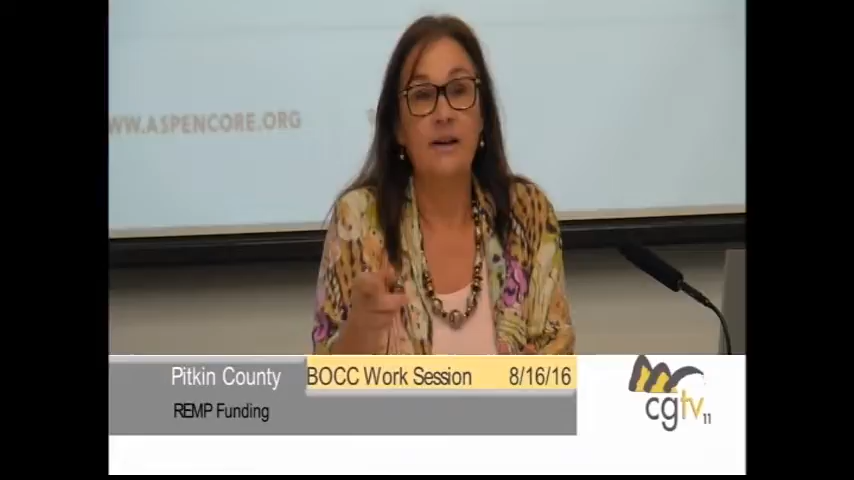 WWW.ASPENCORE.ORG
Pitkin County BOCC Work Session 8/16/16
REMP Funding
cgtv11